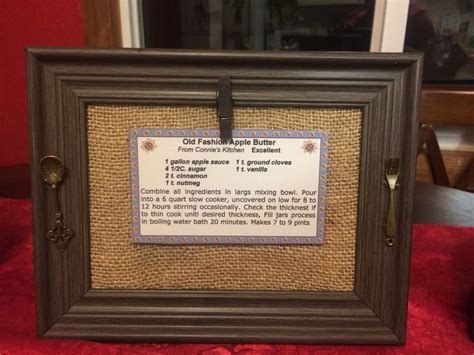 Old Fashion Apple Butter
From Connie's Kitchen Excellent
1 gallon apple sauce 1 t. ground cloves
4 1/2C. sugar 1 t. vanilla
2 t. cinnamon
1 t. nutmeg
Combine all ingredients in largs mixing bowl. Pour
into a 6 quart slow cooker, uncovered on low for 8 to
12 hours stirring occasionally. Check the thicknest if
to thin cook unitl desired thickness, Fill jars process
in boiling water bath 20 minutes. Makes 7 to 9 pints